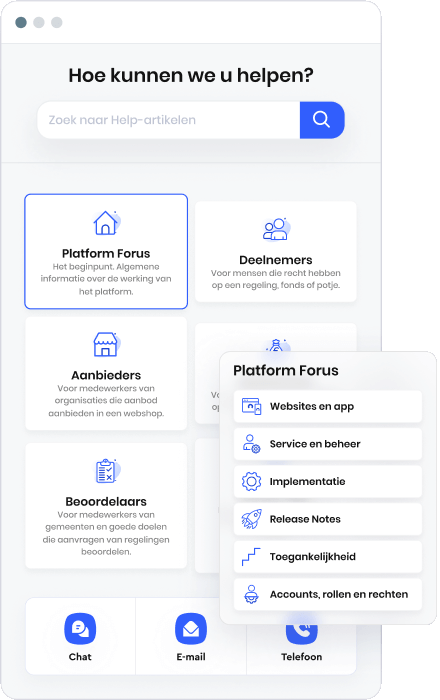 Hoe kunnen we u helpen?
Zoek naar Help-artikelen
Platform Forus
Het beginpunt. Algemene
informatie over de werking van
het platform.
Deelnemers
Voor mensen die recht hebben
op een regeling, fonds of potje.
Aanbieders
Voor medewerkers van
organisaties die aanbod
aanbieden in een webshop.
Beoordelaars
Voor medewerkers van
gemeenten en goede doelen
die aanvragen van regelingen
beoordelen.
Platform Forus
Websites en app
Service en beheer
Implementatie
Release Notes
Toegankelijkheid
Accounts, rollen en rechten
Chat
E-mail
Telefoon